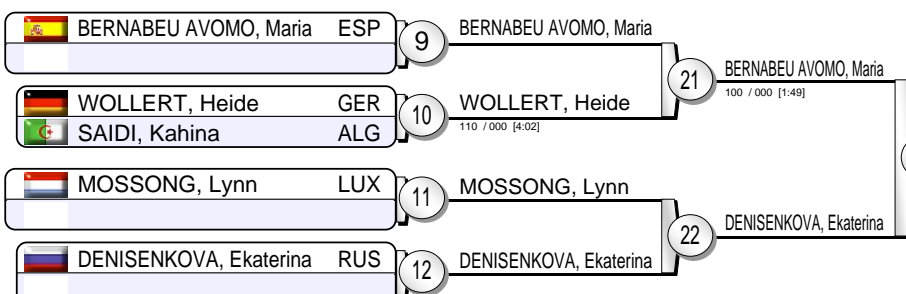 BERNABEU AVOMO, Maria ESP
9
BERNABEU AVOMO, Maria
21
BERNABEU AVOMO, Maria
100 / 000 [1:49]
WOLLERT, Heide GER
SAIDI, Kahina ALG
10
WOLLERT, Heide
110 / 000 [4:02]
MOSSONG, Lynn LUX
11
MOSSONG, Lynn
22
DENISENKOVA, Ekaterina
DENISENKOVA, Ekaterina RUS
12
DENISENKOVA, Ekaterina